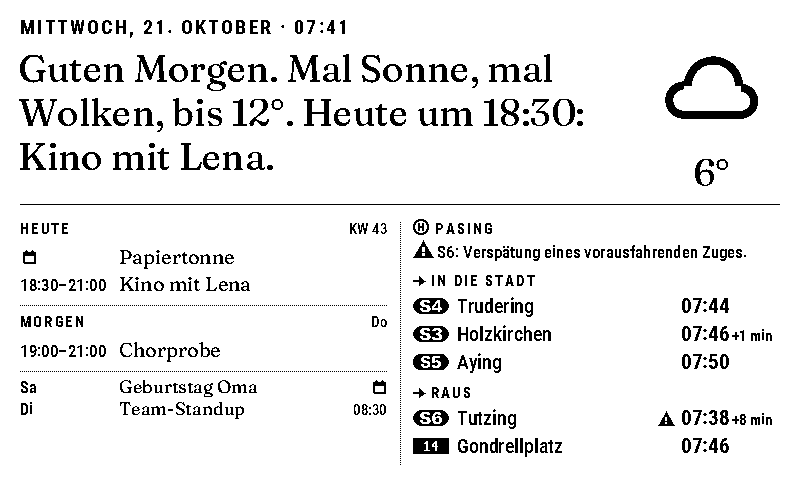 MITTWOCH, 21. OKTOBER · 07:41
Guten Morgen. Mal Sonne, mal
Wolken, bis 12°. Heute um 18:30:
Kino mit Lena.
6°
HEUTE KW 43
Papiertonne
18:30–21:00 Kino mit Lena
MORGEN Do
19:00–21:00 Chorprobe
Sa Geburtstag Oma
Di Team-Standup 08:30
H PASING
S6: Verspätung eines vorausfahrenden Zuges.
→ IN DIE STADT
S4 Trudering 07:44
S3 Holzkirchen 07:46 +1 min
S5 Aying 07:50
→ RAUS
S6 Tutzing 07:38 +8 min
14 Gondrellplatz 07:46